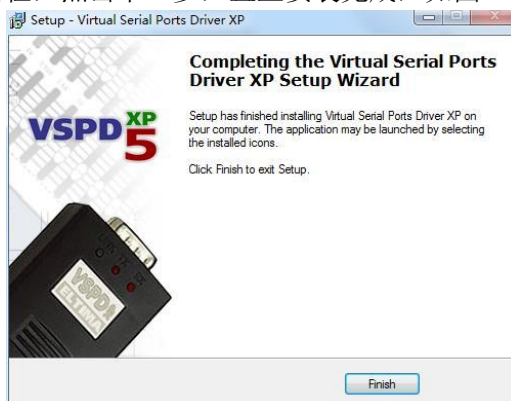 Setup - Virtual Serial Ports Driver XP
Completing the Virtual Serial Ports
Driver XP Setup Wizard
VSPD XP 5
Setup has finished installing Virtual Serial Ports Driver XP on
your computer. The application may be launched by selecting
the installed icons.
Click Finish to exit Setup.
VSPD
ELTIMA
Finish